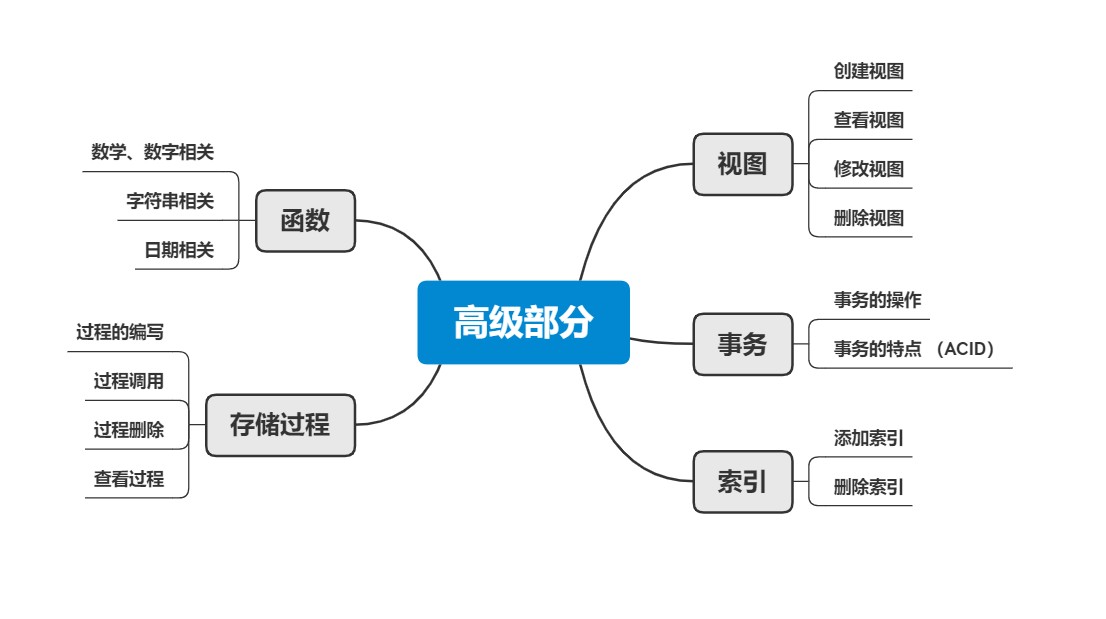 高级部分
视图
创建视图
查看视图
修改视图
删除视图
事务
事务的操作
事务的特点 （ACID）
索引
添加索引
删除索引
函数
数学、数字相关
字符串相关
日期相关
存储过程
过程的编写
过程调用
过程删除
查看过程